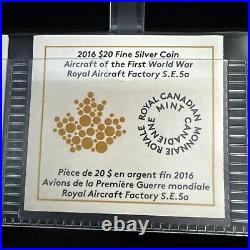 2016 $20 Fine Silver Coin
Aircraft of the First World War
Royal Aircraft Factory S.E.5a
ROYAL CANADIAN MINT
MONNAIE ROYALE CANADIENNE
Pièce de 20 $ en argent fin 2016
Avions de la Première Guerre mondiale
Royal Aircraft Factory S.E.5a